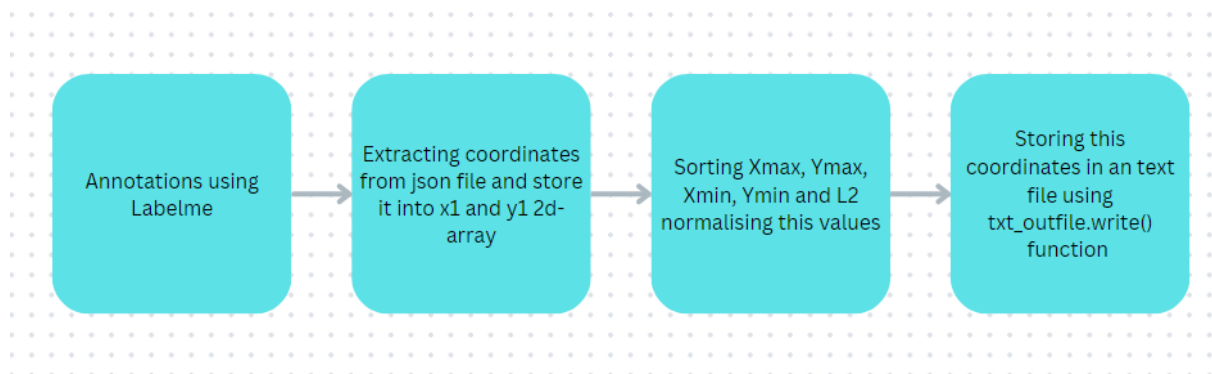 Annotations using
Labelme
Extracting coordinates
from json file and store
it into x1 and y1 2d-
array
Sorting Xmax, Ymax,
Xmin, Ymin and L2
normalising this values
Storing this
coordinates in an text
file using
txt_outfile.write()
function